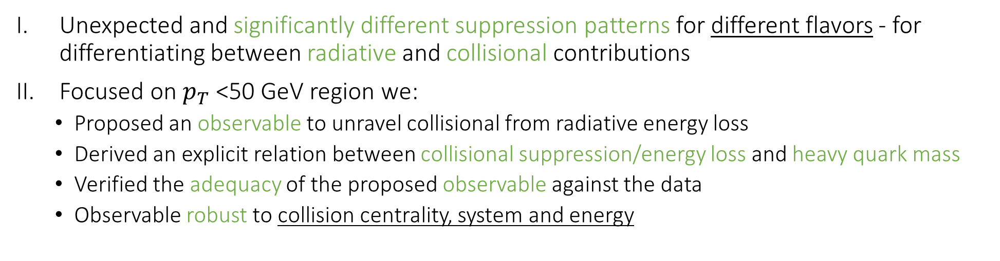 I. Unexpected and significantly different suppression patterns for different flavors - for
differentiating between radiative and collisional contributions
II. Focused on p_T <50 GeV region we:
• Proposed an observable to unravel collisional from radiative energy loss
• Derived an explicit relation between collisional suppression/energy loss and heavy quark mass
• Verified the adequacy of the proposed observable against the data
• Observable robust to collision centrality, system and energy